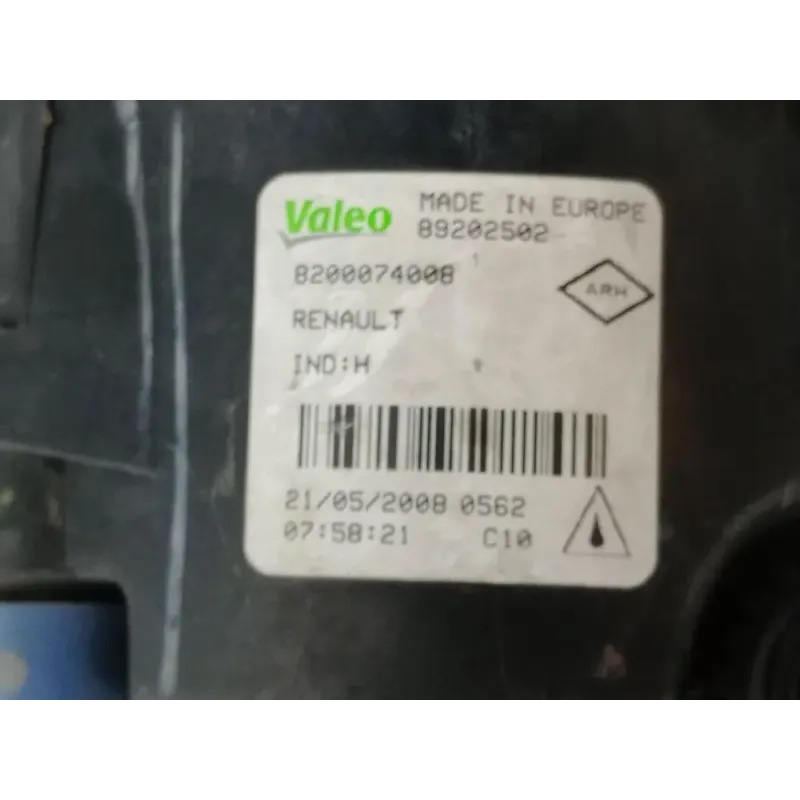 Valeo MADE IN EUROPE
89202502
8200074008
ARH
RENAULT
IND:H
21/05/2008 0562
07:58:21 C10